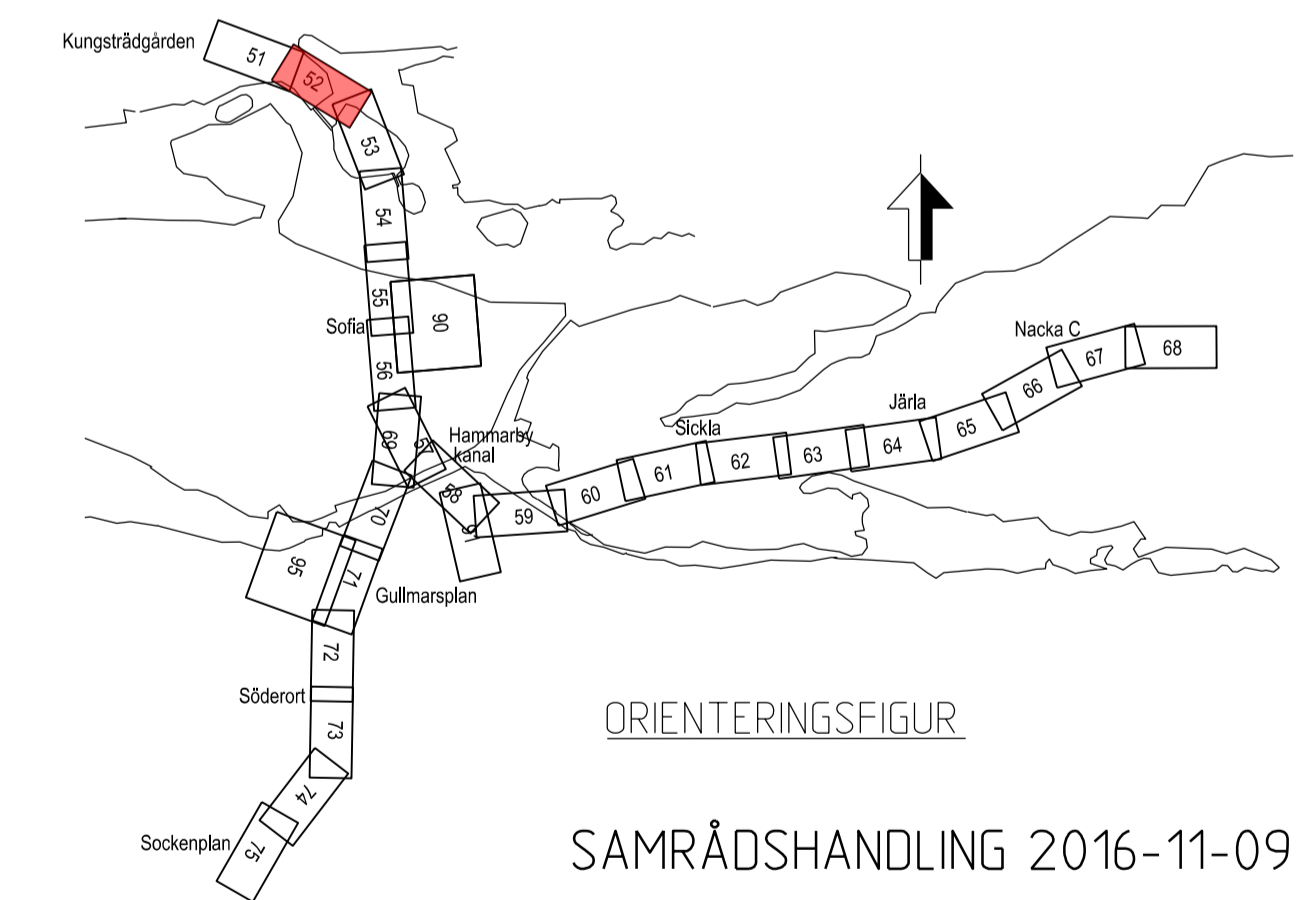 Kungsträdgården
51
52
53
54
55
90
Sofia
56
Nacka C
67
68
66
Järla
65
Sickla
64
63
62
61
60
69
57
Hammarby
kanal
58
59
70
95
71
Gullmarsplan
72
Söderort
73
74
Sockenplan
75
ORIENTERINGSFIGUR
SAMRÅDSHANDLING 2016-11-09